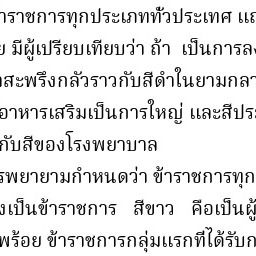 ราชการทุกประเภททั่วประเทศ แ
มีผู้เปรียบเทียบว่า ถ้า เป็นการล
สะพรึงกลัวราวกับสีดำในยามกลา
อาหารเสริมเป็นการใหญ่ และสีประ
กับสีของโรงพยาบาล
รพยายามกำหนดว่า ข้าราชการทุก
งเป็นข้าราชการ สีขาว คือเป็นผู้
พร้อย ข้าราชการกลุ่มแรกที่ได้รับก